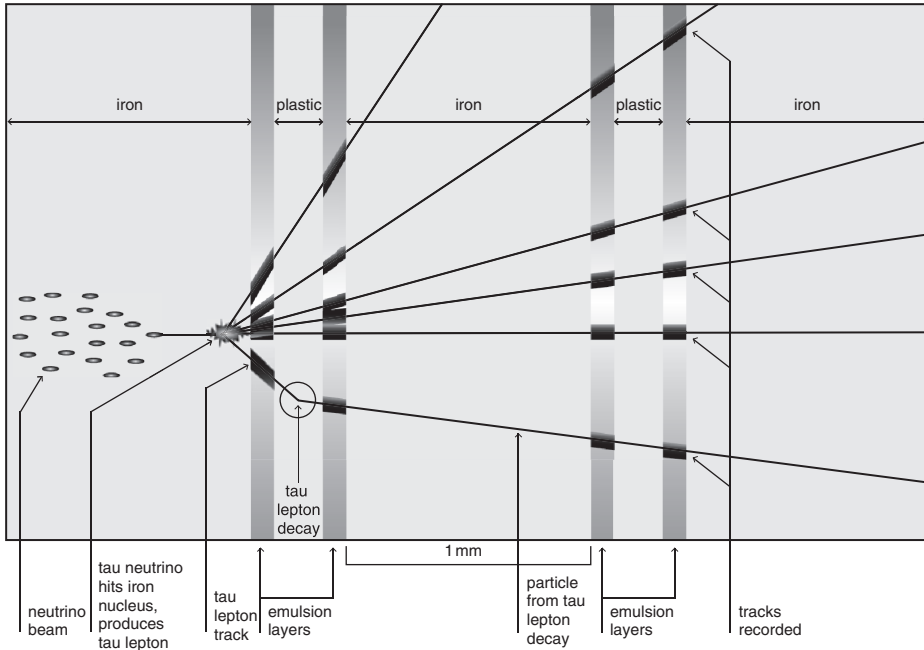 iron
plastic
iron
plastic
iron
tau
lepton
decay
1 mm
neutrino
beam
tau neutrino
hits iron
nucleus,
produces
tau lepton
tau
lepton
track
emulsion
layers
particle
from tau
lepton
decay
emulsion
layers
tracks
recorded